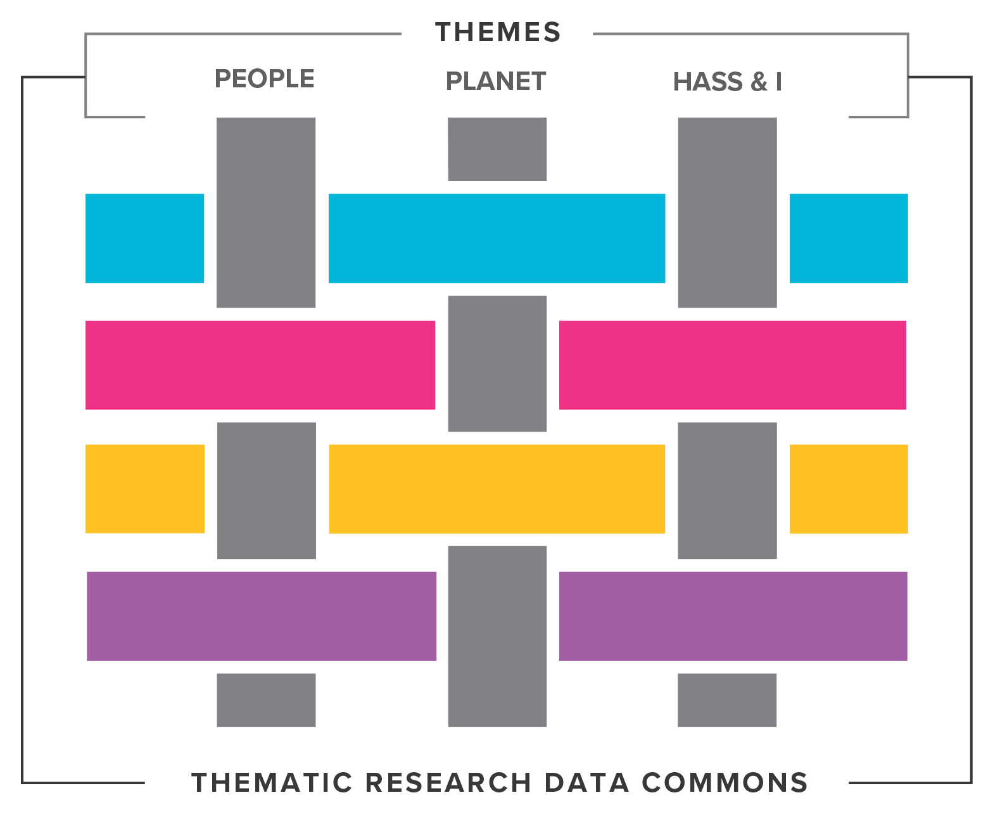 THEMES
PEOPLE PLANET HASS & I
THEMATIC RESEARCH DATA COMMONS